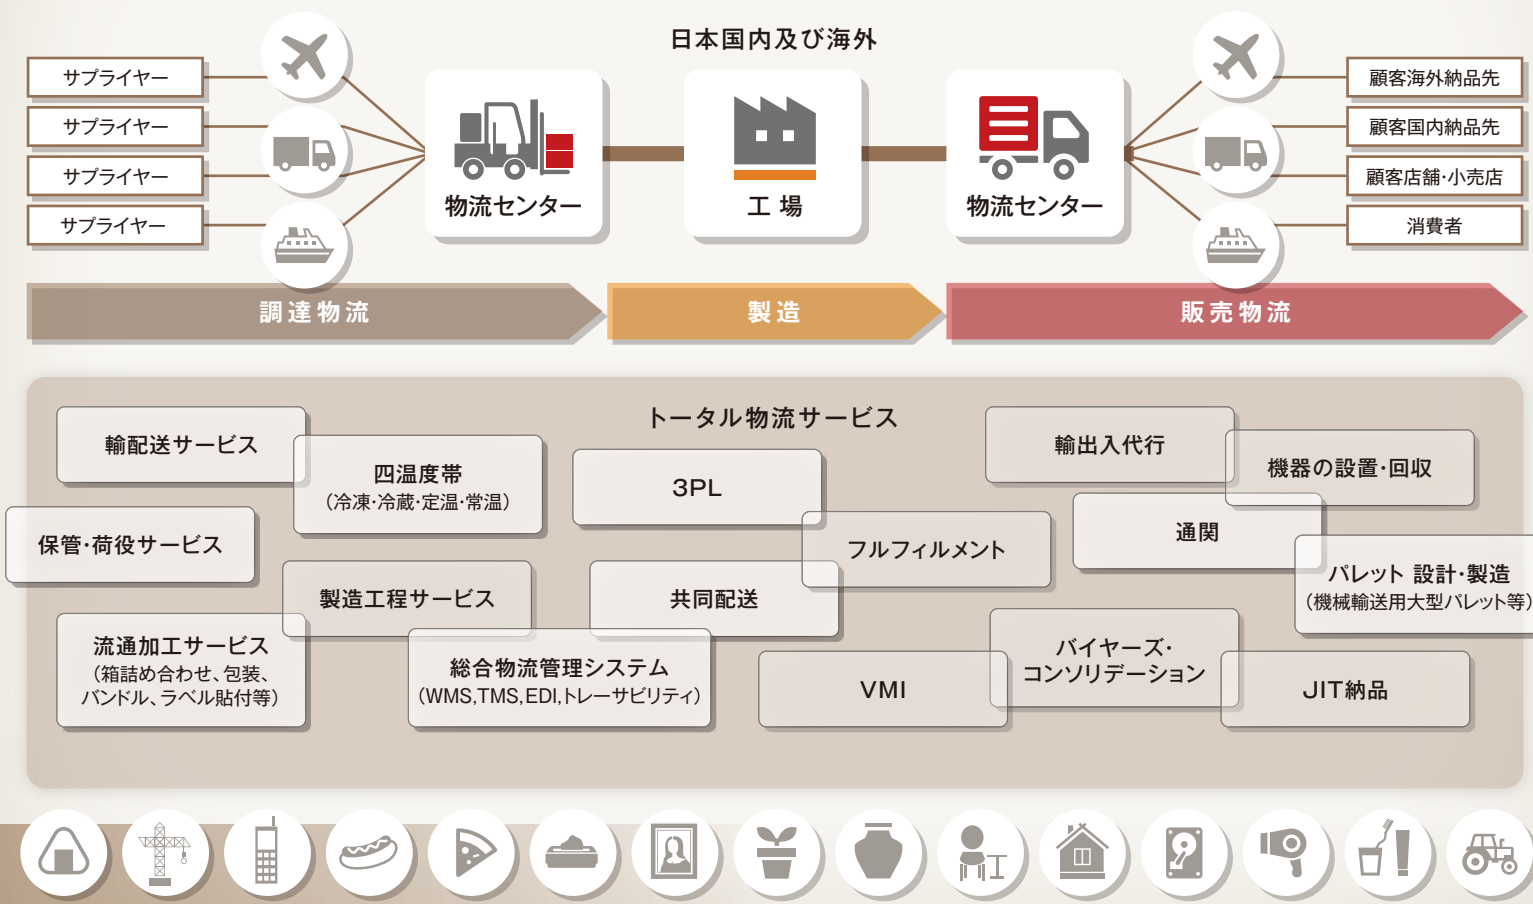 日本国内及び海外
サプライヤー
サプライヤー
サプライヤー
サプライヤー
物流センター
工場
物流センター
顧客海外納品先
顧客国内納品先
顧客店舗・小売店
消費者
調達物流
製造
販売物流
トータル物流サービス
輸配送サービス
四温度帯
（冷凍・冷蔵・定温・常温）
3PL
輸出入代行
機器の設置・回収
保管・荷役サービス
フルフィルメント
通関
パレット 設計・製造
（機械輸送用大型パレット等）
製造工程サービス
共同配送
流通加工サービス
（箱詰め合わせ、包装、
バンドル、ラベル貼付等）
総合物流管理システム
（WMS,TMS,EDI,トレーサビリティ）
VMI
バイヤーズ・
コンソリデーション
JIT納品